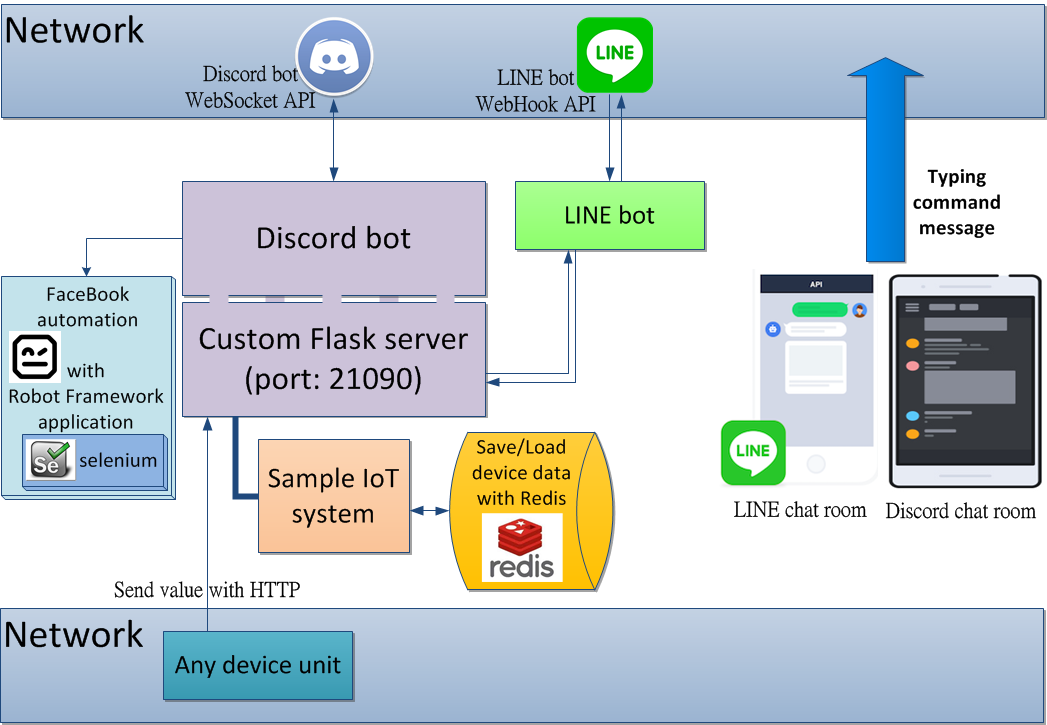 Network
Discord bot
WebSocket API
LINE
LINE bot
WebHook API
Typing
command
message
Discord bot
LINE bot
FaceBook
automation
with
Robot Framework
application
Se
selenium
Custom Flask server
(port: 21090)
API
LINE
LINE chat room
Discord chat room
Sample IoT
system
Save/Load
device data
with Redis
redis
Send value with HTTP
Network
Any device unit